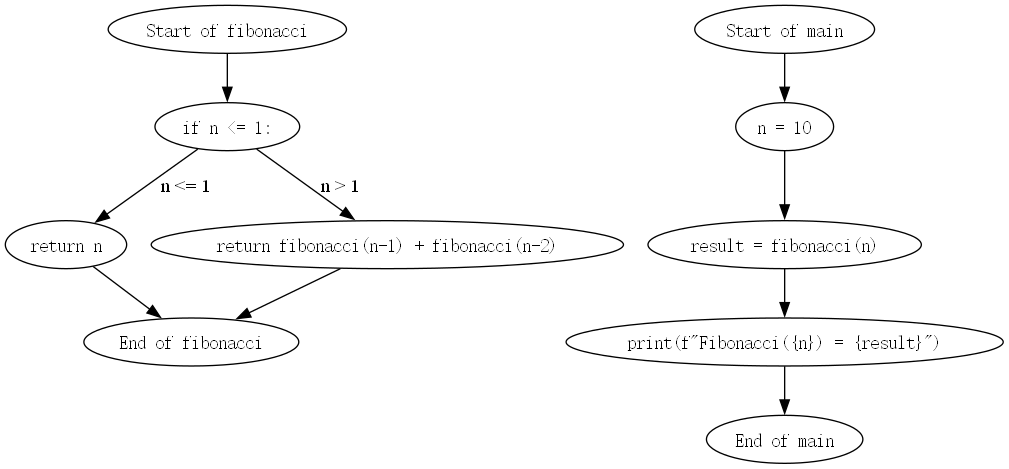 Start of fibonacci
if n <= 1:
n <= 1
n > 1
return n
return fibonacci(n-1) + fibonacci(n-2)
End of fibonacci
Start of main
n = 10
result = fibonacci(n)
print(f"Fibonacci({n}) = {result}")
End of main